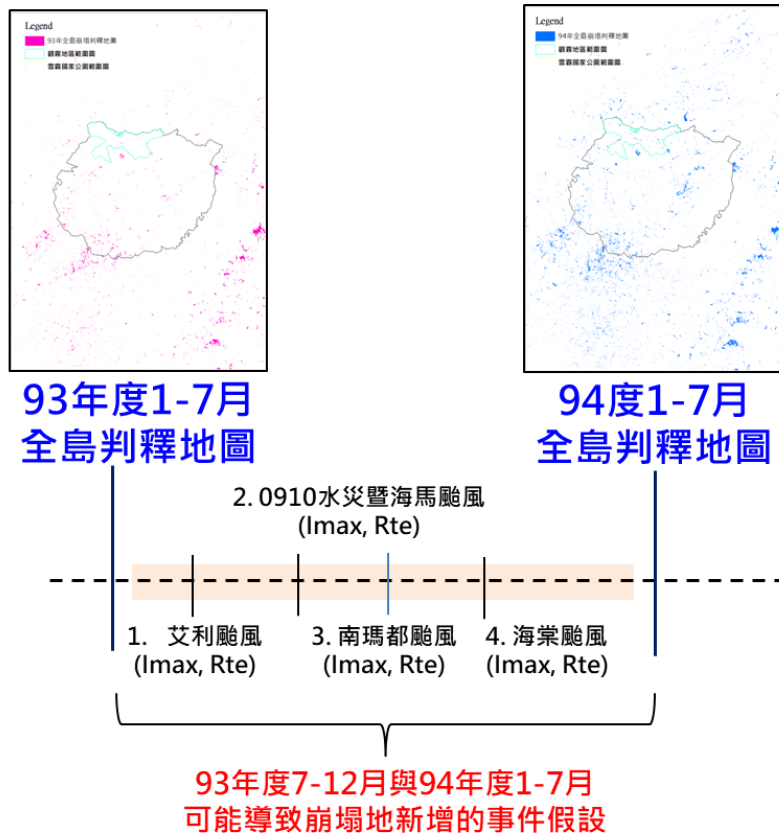 Legend
93年全島崩塌判釋地圖
觀霧地區範圍圖
雪霸國家公園範圍圖
Legend
94年全島崩塌判釋地圖
觀霧地區範圍圖
雪霸國家公園範圍圖
93年度1-7月
全島判釋地圖
94度1-7月
全島判釋地圖
2. 0910水災暨海馬颱風
(Imax, Rte)
1. 艾利颱風
(Imax, Rte)
3. 南瑪都颱風
(Imax, Rte)
4. 海棠颱風
(Imax, Rte)
93年度7-12月與94年度1-7月
可能導致崩塌地新增的事件假設